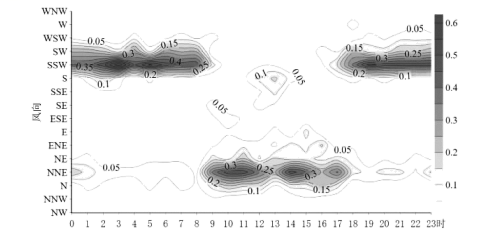 WNW
W
WSW
SW
SSW
S
SSE
SE
ESE
E
ENE
NE
NNE
N
NNW
NW
风向
0.05
0.15
0.3
0.35
0.4
0.2
0.25
0.1
0.1
0.05
0.05
0.05
0.15
0.3
0.25
0.2
0.1
0.05
0.05
0.3
0.25
0.3
0.2
0.1
0.15
0 1 2 3 4 5 6 7 8 9 10 11 12 13 14 15 16 17 18 19 20 21 22 23时
0.6
0.5
0.4
0.3
0.2
0.1